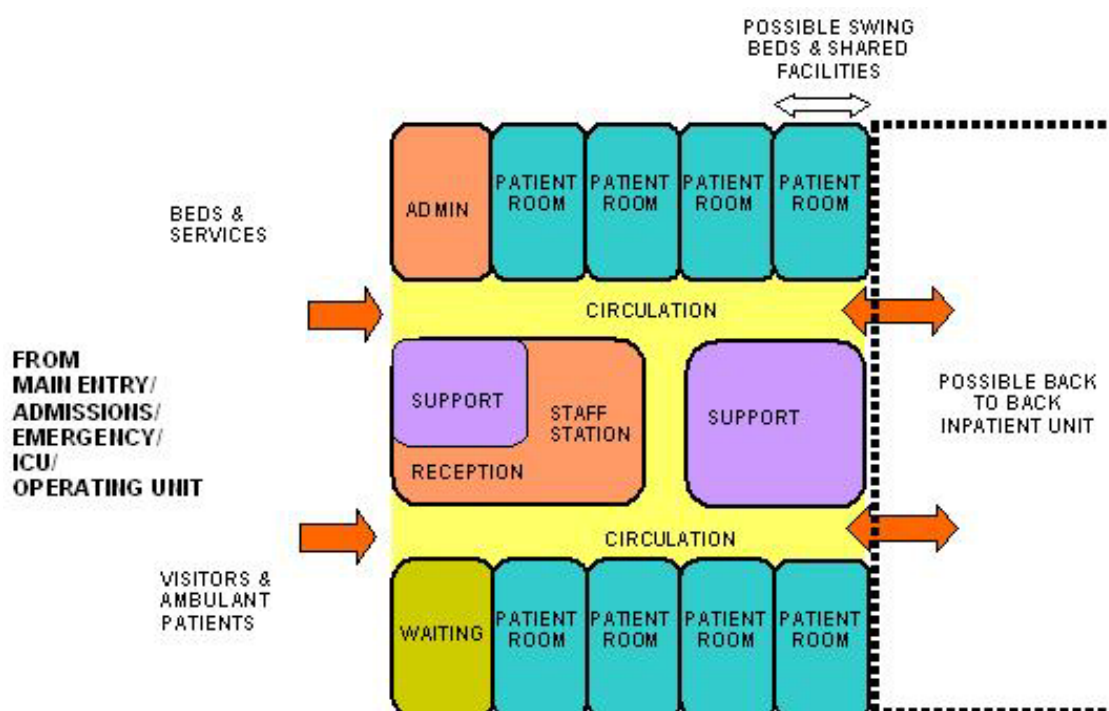 POSSIBLE SWING
BEDS & SHARED
FACILITIES
BEDS &
SERVICES
ADMIN
PATIENT
ROOM
PATIENT
ROOM
PATIENT
ROOM
PATIENT
ROOM
CIRCULATION
FROM
MAIN ENTRY/
ADMISSIONS/
EMERGENCY/
ICU/
OPERATING UNIT
SUPPORT
STAFF
STATION
RECEPTION
SUPPORT
POSSIBLE BACK
TO BACK
INPATIENT UNIT
CIRCULATION
VISITORS &
AMBULANT
PATIENTS
WAITING
PATIENT
ROOM
PATIENT
ROOM
PATIENT
ROOM
PATIENT
ROOM